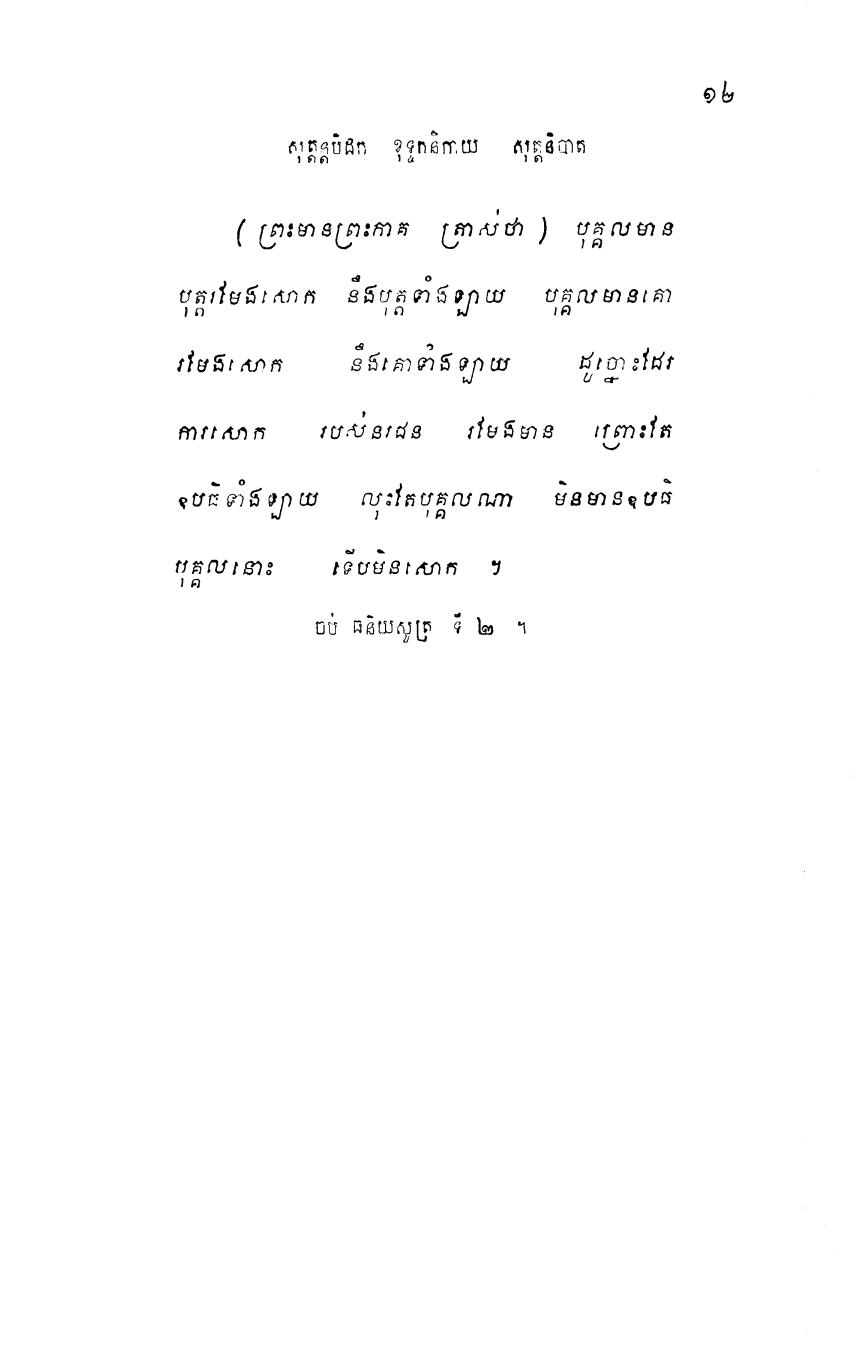 ១២
សុត្តន្តបិដក ខុទ្ទកនិកាយ សុត្តនិបាត
( ព្រះមានព្រះភាគ ត្រាស់ថា ) បុគ្គលមាន
បុត្តរមែងសោក នឹងបុត្តទាំងឡាយ បុគ្គលមានគោ
រមែងសោក នឹងគោទាំងឡាយ ដូច្នោះដែរ
ការសោក របស់នរជន រមែងមាន ព្រោះតែ
ឧបធិទាំងឡាយ លុះតែបុគ្គលណា មិនមានឧបធិ
បុគ្គលនោះ ទើបមិនសោក ។
ចប់ ធនិយសូត្រ ទី ២ ។